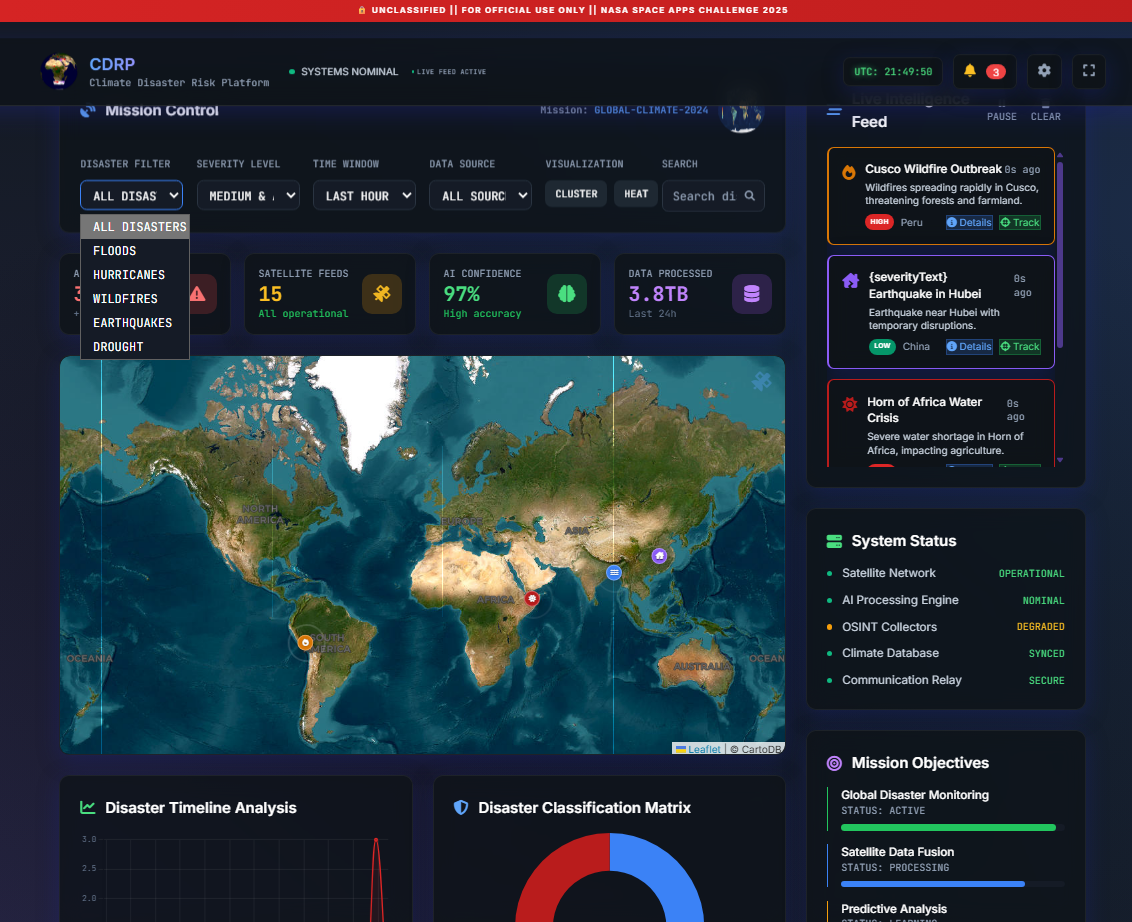 UNCLASSIFIED || FOR OFFICIAL USE ONLY || NASA SPACE APPS CHALLENGE 2025
CDRP
Climate Disaster Risk Platform
SYSTEMS NOMINAL
LIVE FEED ACTIVE
UTC: 21:49:50
3
Mission Control
Mission: GLOBAL-CLIMATE-2024
DISASTER FILTER
SEVERITY LEVEL
TIME WINDOW
DATA SOURCE
VISUALIZATION
SEARCH
ALL DISAS
MEDIUM &
LAST HOUR
ALL SOURC
CLUSTER
HEAT
Search di
ALL DISASTERS
FLOODS
HURRICANES
WILDFIRES
EARTHQUAKES
DROUGHT
SATELLITE FEEDS
15
All operational
AI CONFIDENCE
97%
High accuracy
DATA PROCESSED
3.8TB
Last 24h
NORTH
AMERICA
EUROPE
ASIA
AFRICA
SOUTH
AMERICA
OCEANIA
AUSTRALIA
OCEAN
Leaflet | © CartoDB
Disaster Timeline Analysis
3.0
2.5
2.0
Disaster Classification Matrix
Live Intelligence
Feed
PAUSE
CLEAR
Cusco Wildfire Outbreak 0s ago
Wildfires spreading rapidly in Cusco,
threatening forests and farmland.
HIGH Peru Details Track
{severityText}
Earthquake in Hubei
0s
ago
Earthquake near Hubei with
temporary disruptions.
LOW China Details Track
Horn of Africa Water
Crisis
0s
ago
Severe water shortage in Horn of
Africa, impacting agriculture.
System Status
Satellite Network OPERATIONAL
AI Processing Engine NOMINAL
OSINT Collectors DEGRADED
Climate Database SYNCED
Communication Relay SECURE
Mission Objectives
Global Disaster Monitoring
STATUS: ACTIVE
Satellite Data Fusion
STATUS: PROCESSING
Predictive Analysis
STATUS: LEARNING